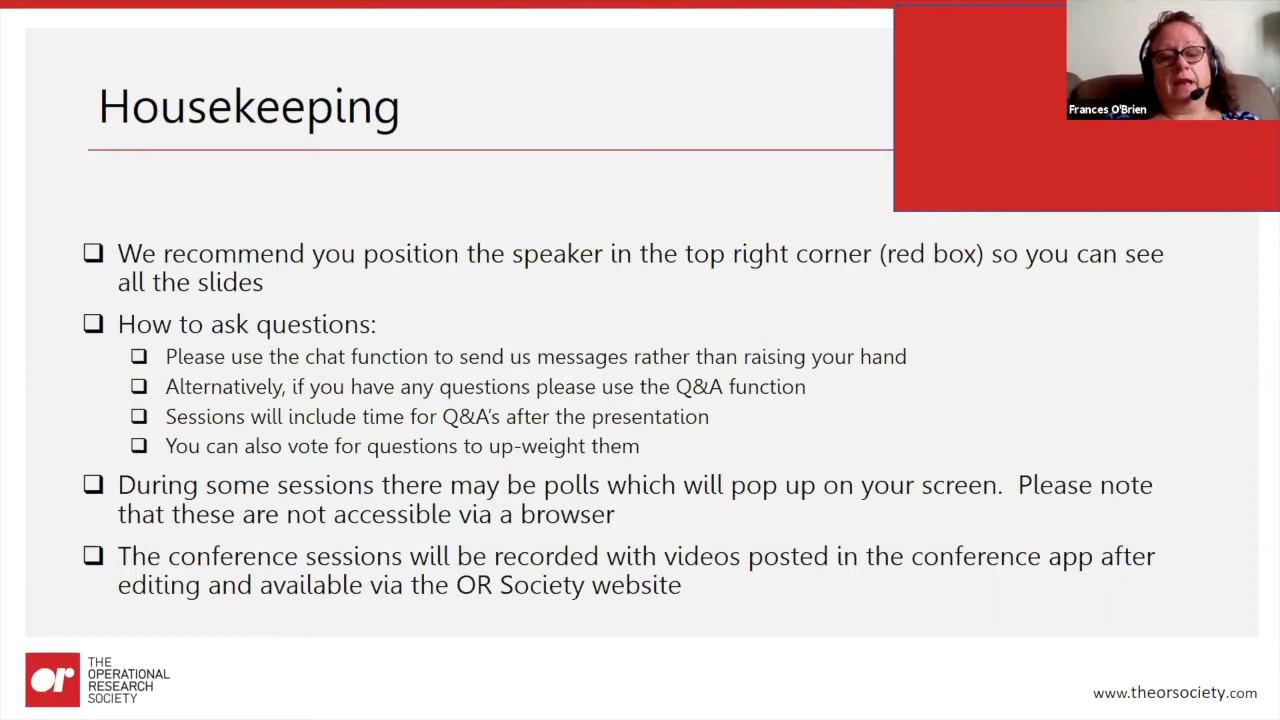 Housekeeping
Frances O'Brien
We recommend you position the speaker in the top right corner (red box) so you can see
all the slides
How to ask questions:
Please use the chat function to send us messages rather than raising your hand
Alternatively, if you have any questions please use the Q&A function
Sessions will include time for Q&A's after the presentation
You can also vote for questions to up-weight them
During some sessions there may be polls which will pop up on your screen.  Please note
that these are not accessible via a browser
The conference sessions will be recorded with videos posted in the conference app after
editing and available via the OR Society website
or
THE
OPERATIONAL
RESEARCH
SOCIETY
www.theorsociety.com